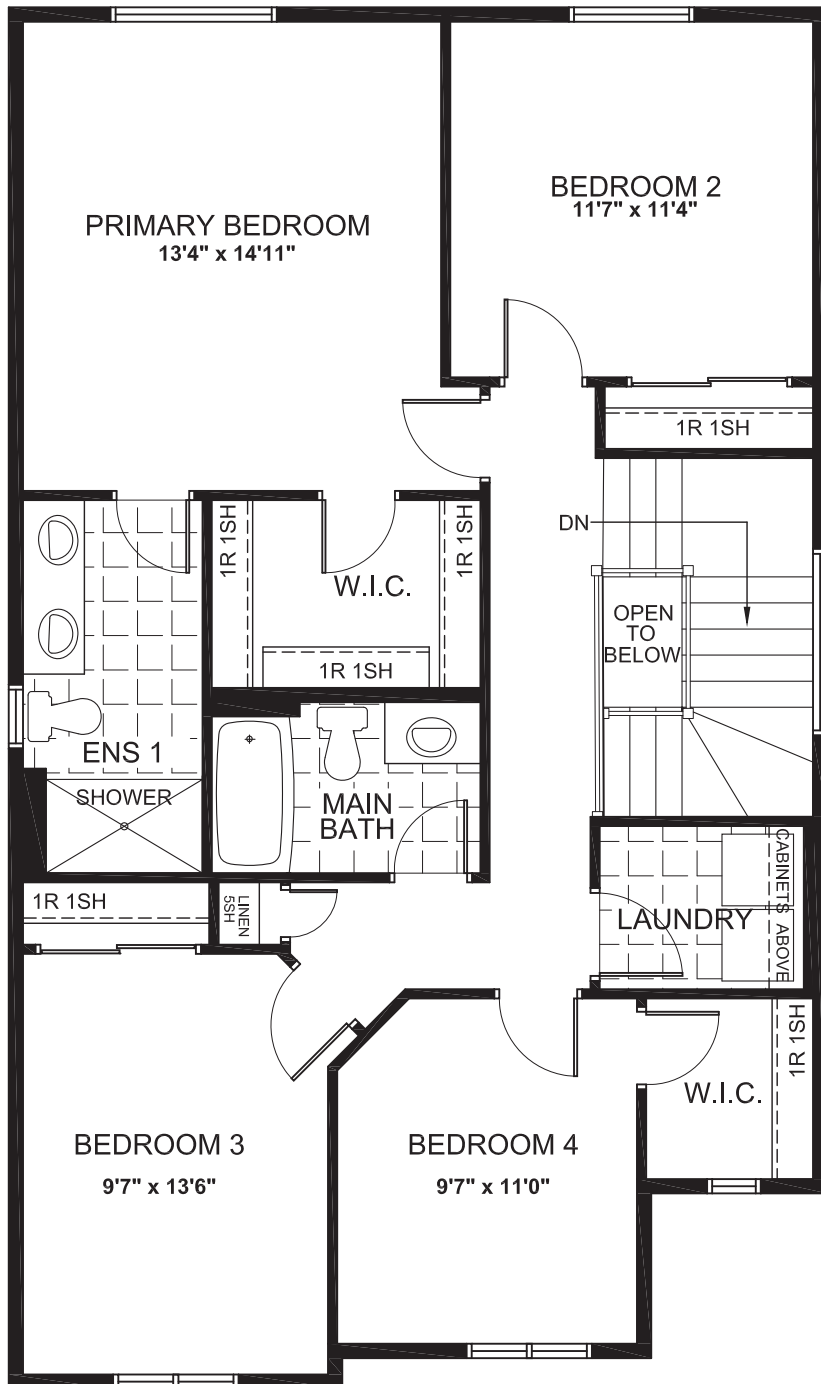 PRIMARY BEDROOM
13'4" x 14'11"
BEDROOM 2
11'7" x 11'4"
1R 1SH
DN
OPEN
TO
BELOW
1R 1SH
W.I.C.
1R 1SH
1R 1SH
ENS 1
SHOWER
MAIN
BATH
1R 1SH
LINEN
5SH
LAUNDRY
CABINETS ABOVE
W.I.C.
1R 1SH
BEDROOM 3
9'7" x 13'6"
BEDROOM 4
9'7" x 11'0"